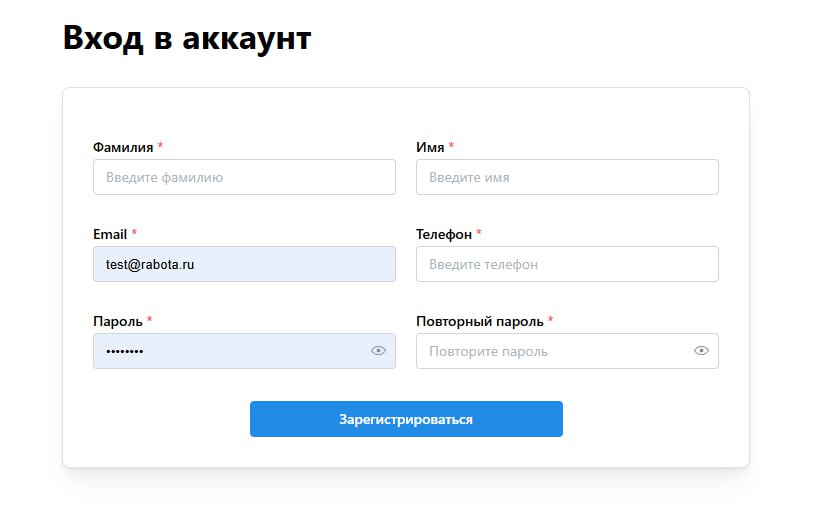 Вход в аккаунт
Фамилия * Имя *
Введите фамилию Введите имя
Email * Телефон *
test@rabota.ru Введите телефон
Пароль * Повторный пароль *
•••••••• Повторите пароль
Зарегистрироваться